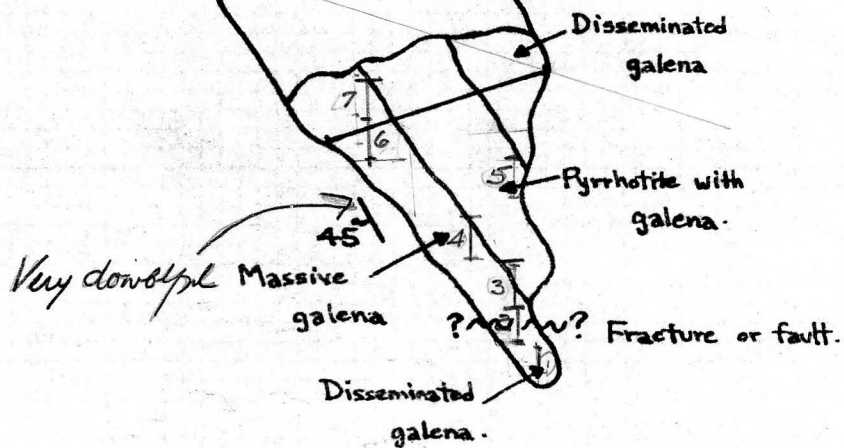 Disseminated
galena
7
6
5
Pyrrhotite with
galena.
45°
4
Very
Massive
galena
3
? 2 ?
Fracture or fault.
1
Disseminated
galena.